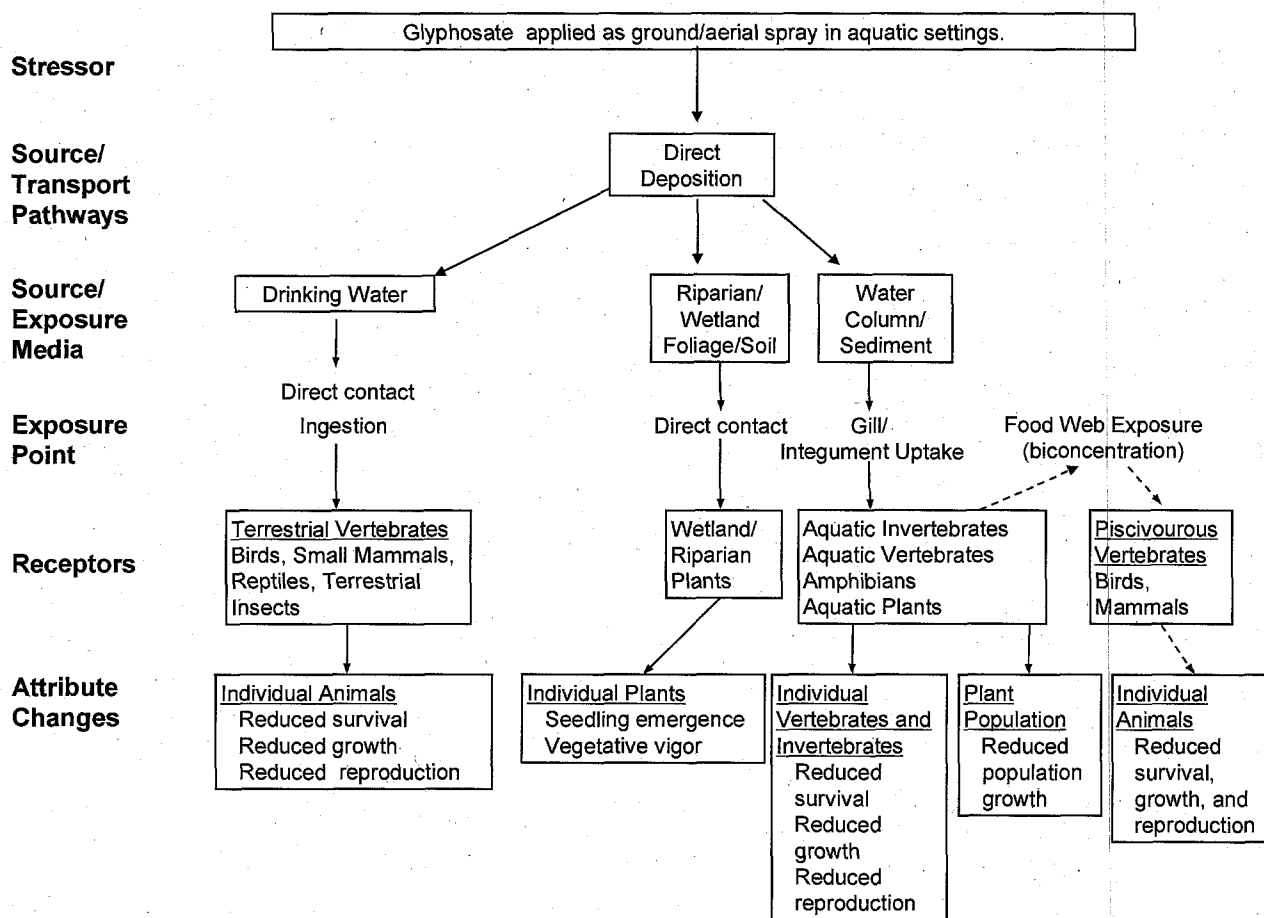 Glyphosate applied as ground/aerial spray in aquatic settings.
Stressor
Source/
Transport
Pathways
Direct
Deposition
Source/
Exposure
Media
Drinking Water
Riparian/
Wetland
Foliage/Soil
Water
Column/
Sediment
Exposure
Point
Direct contact
Ingestion
Direct contact
Gill/
Integument Uptake
Food Web Exposure
(bioconcentration)
Receptors
Terrestrial Vertebrates
Birds, Small Mammals,
Reptiles, Terrestrial
Insects
Wetland/
Riparian
Plants
Aquatic Invertebrates
Aquatic Vertebrates
Amphibians
Aquatic Plants
Piscivourous
Vertebrates
Birds,
Mammals
Attribute
Changes
Individual Animals
Reduced survival
Reduced growth
Reduced reproduction
Individual Plants
Seedling emergence
Vegetative vigor
Individual
Vertebrates and
Invertebrates
Reduced
survival
Reduced
growth
Reduced
reproduction
Plant
Population
Reduced
population
growth
Individual
Animals
Reduced
survival,
growth, and
reproduction